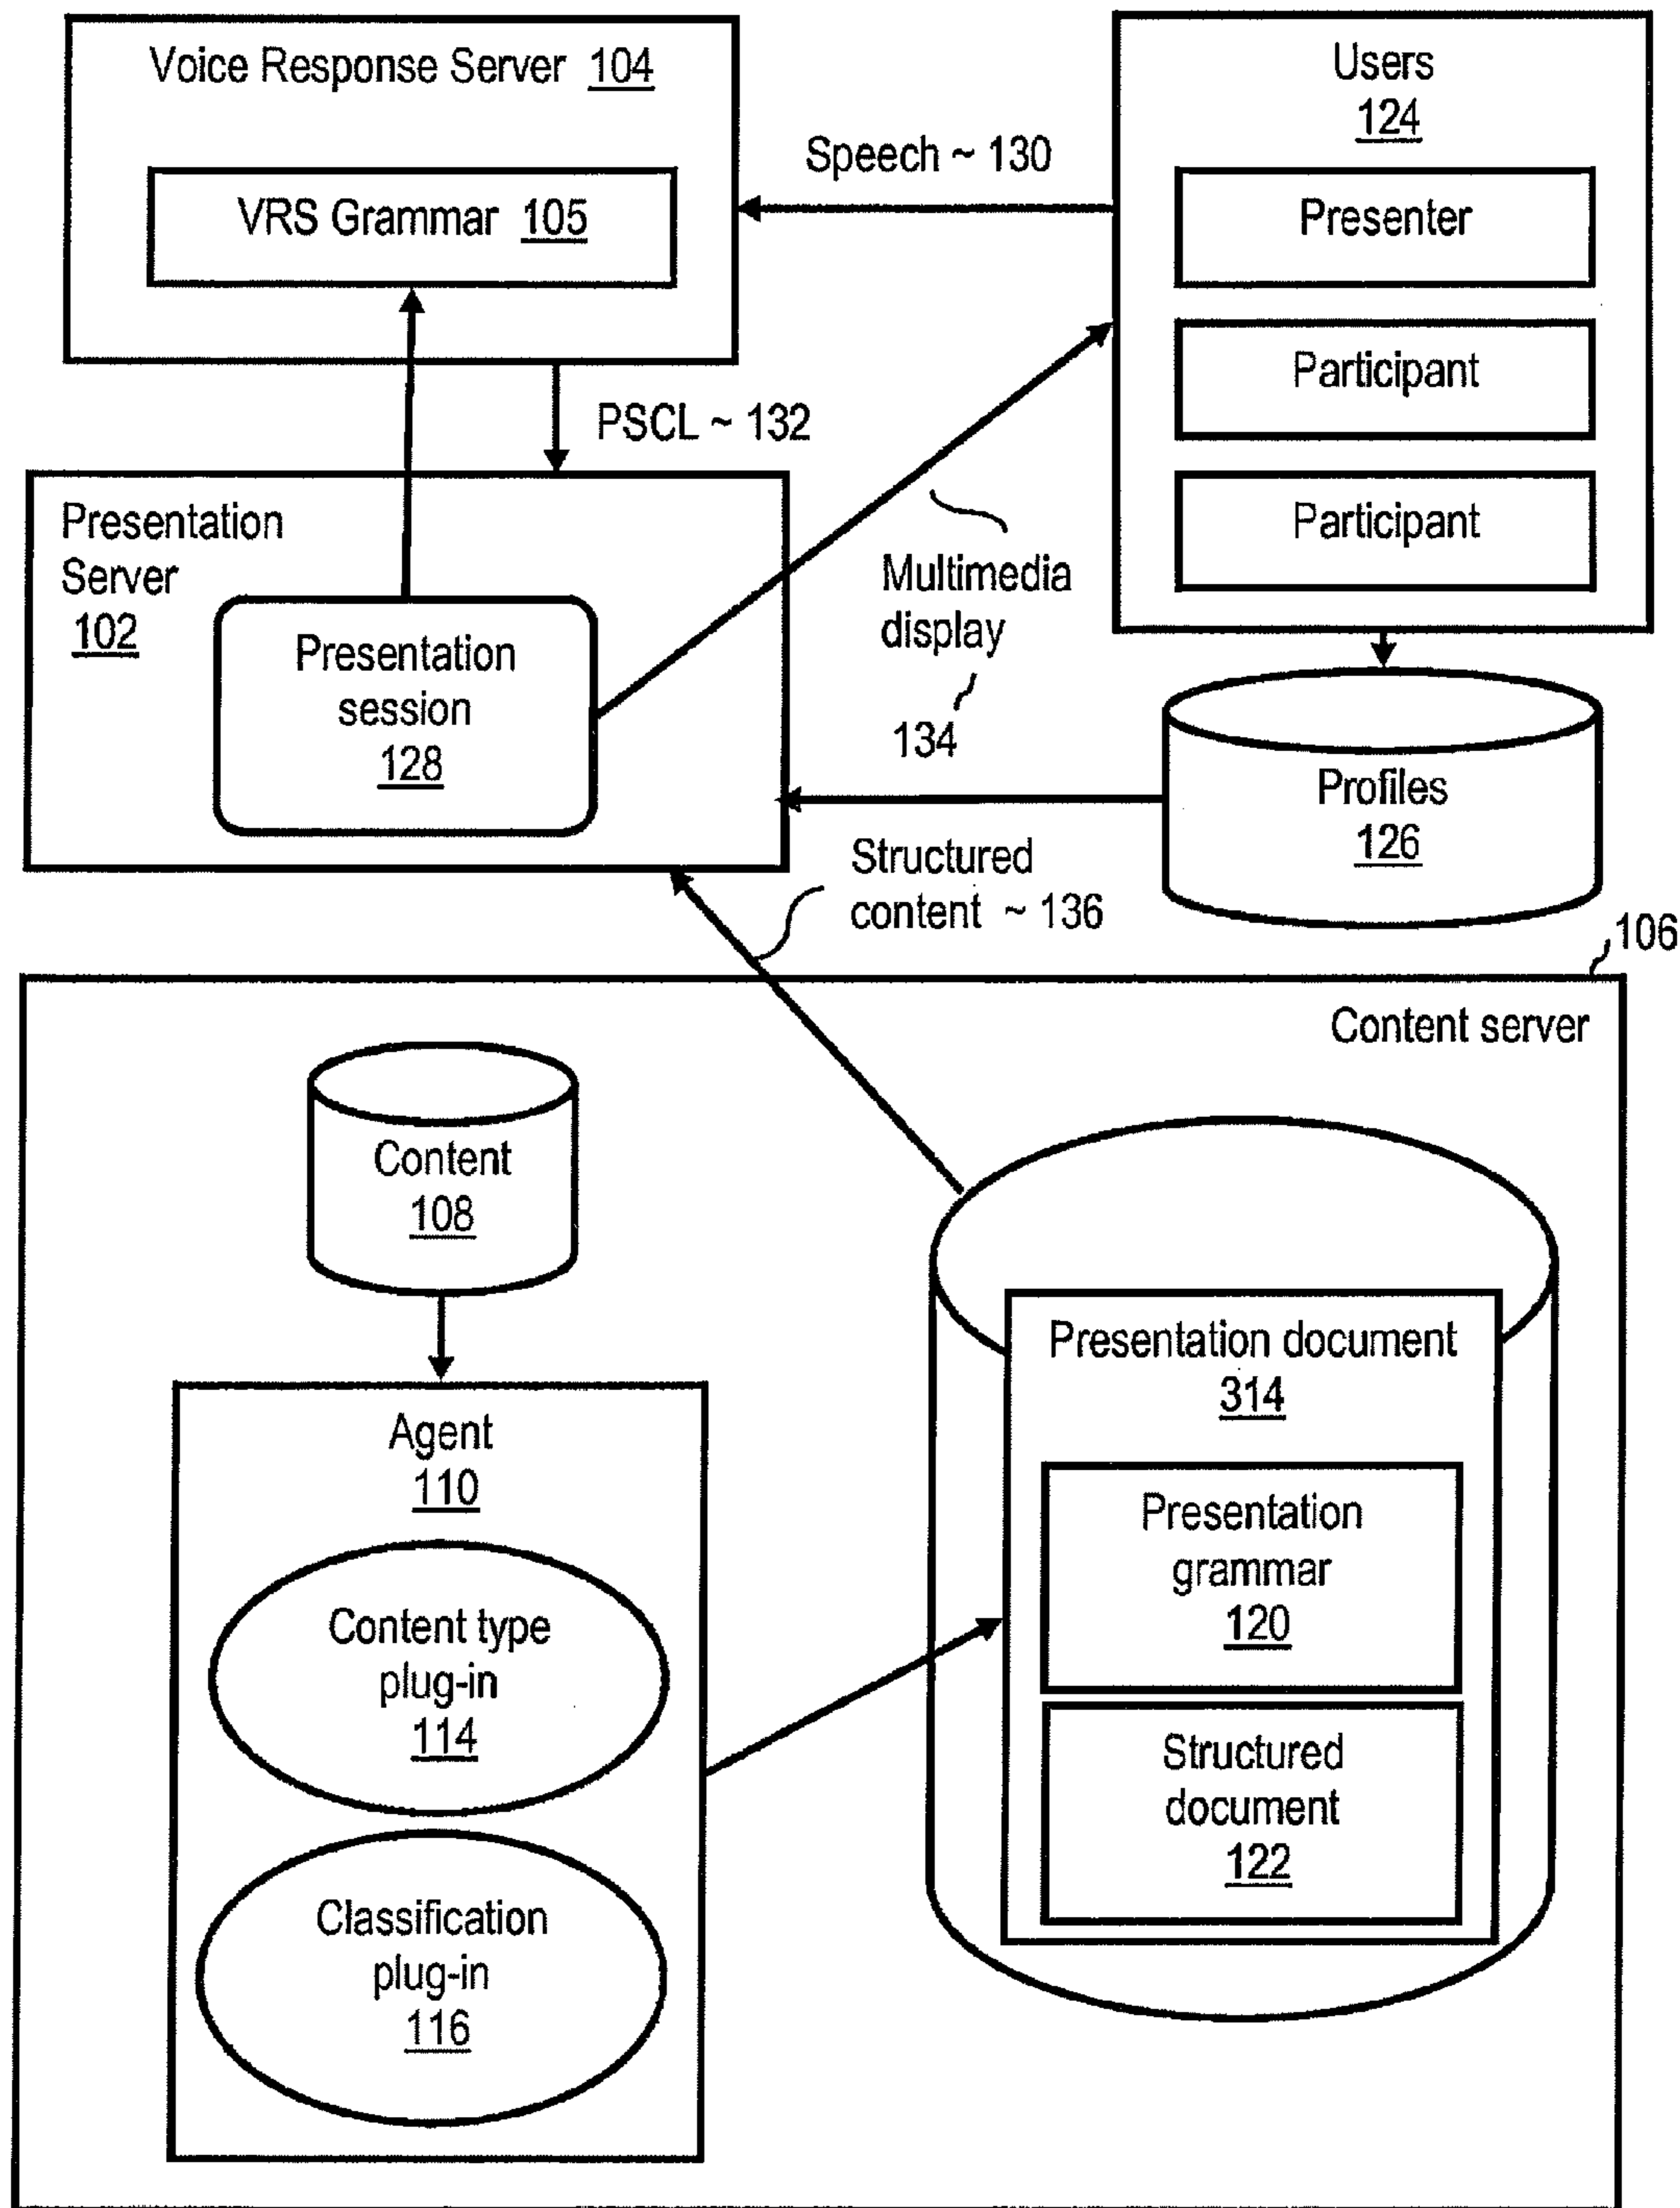 Voice Response Server 104
VRS Grammar 105
Users
124
Presenter
Participant
Participant
Speech ~ 130
PSCL ~ 132
Presentation
Server
102
Presentation
session
128
Multimedia
display
134
Profiles
126
Structured
content ~ 136
106
Content server
Content
108
Agent
110
Content type
plug-in
114
Classification
plug-in
116
Presentation document
314
Presentation
grammar
120
Structured
document
122